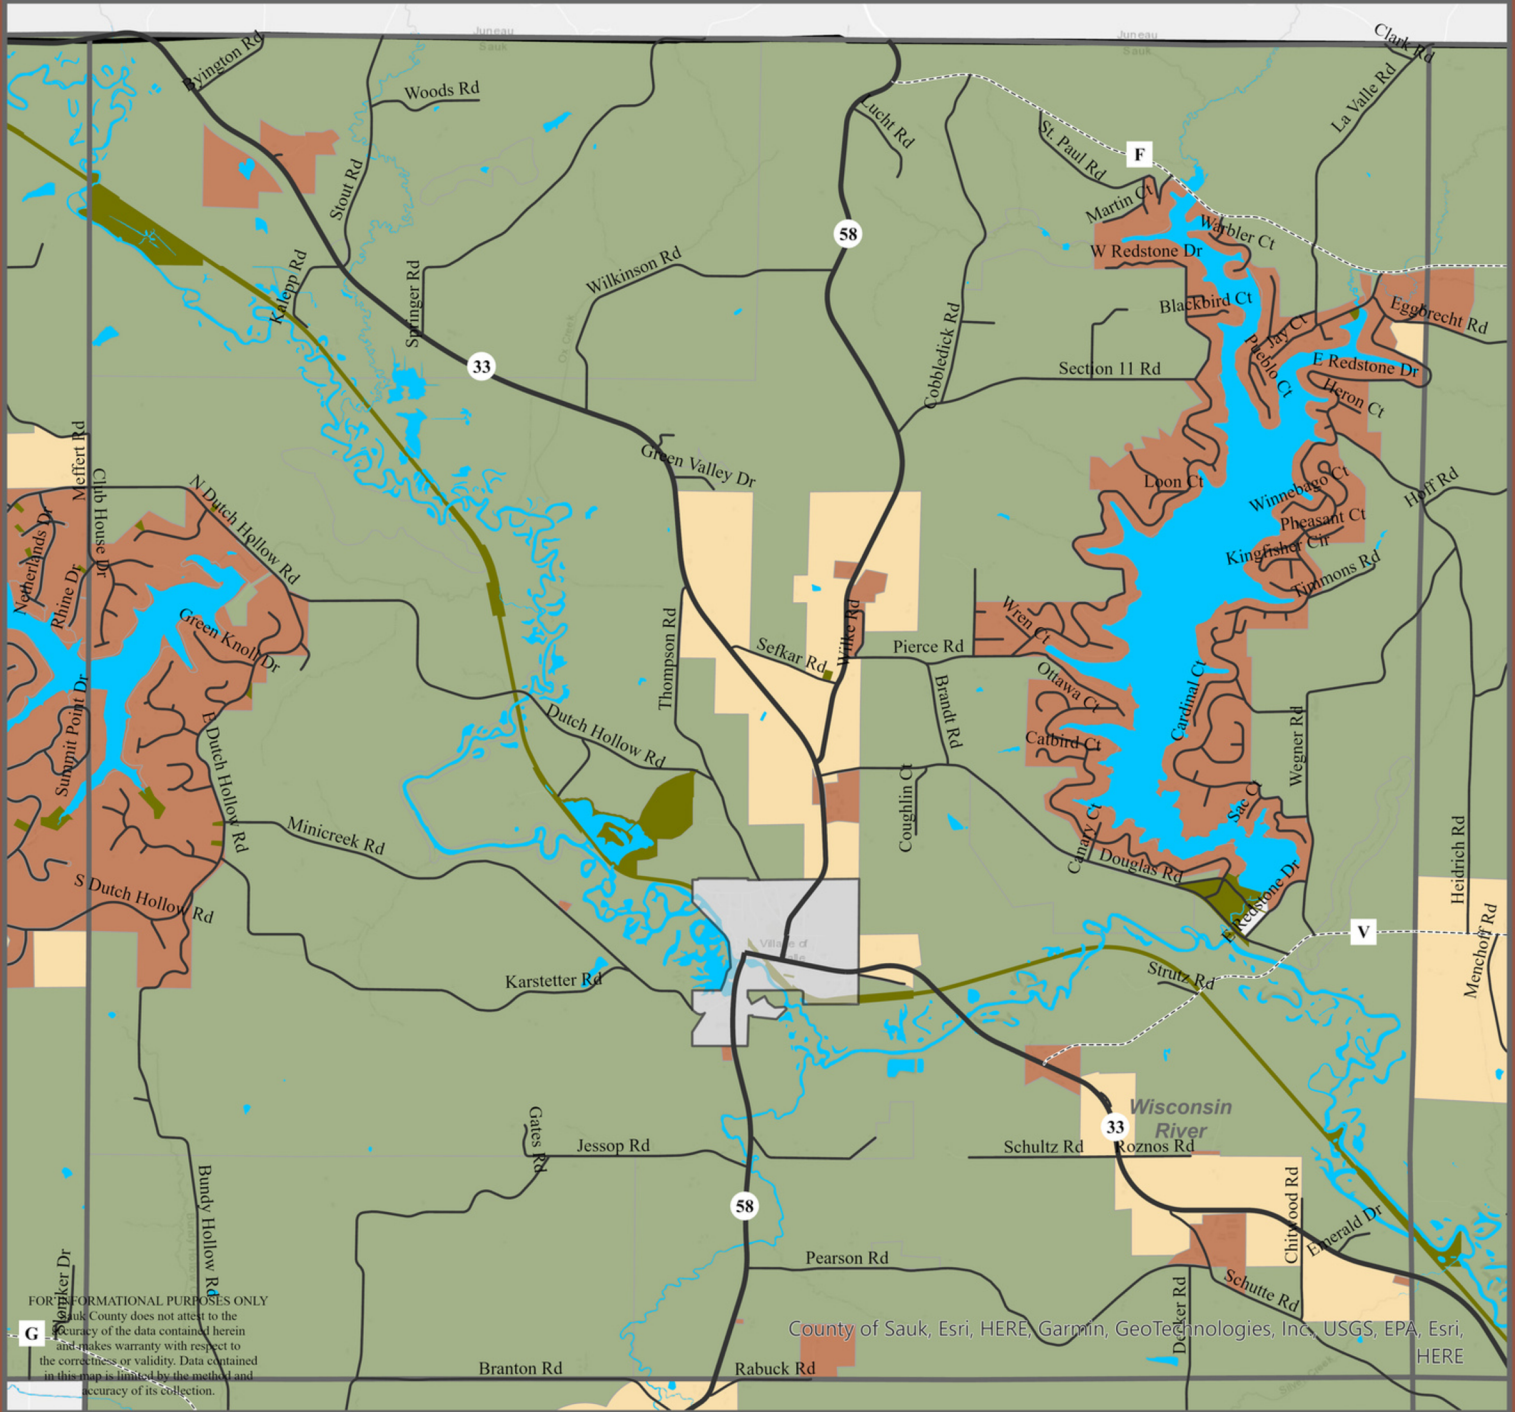 Juneau
Sauk
Juneau
Sauk
Clark Rd
Byington Rd
Woods Rd
La Valle Rd
Lucht Rd
St. Paul Rd
F
Stout Rd
Martin Ct
58
Warbler Ct
W Redstone Dr
Kalepp Rd
Springer Rd
Wilkinson Rd
Blackbird Ct
Eggbrecht Rd
Jay Ct
Cobbledick Rd
Pueblo Ct
33
Section 11 Rd
E Redstone Dr
Heron Ct
Meffert Rd
Green Valley Dr
Club House Dr
N Dutch Hollow Rd
Loon Ct
Winnebago Ct
Hoff Rd
Pheasant Ct
Netherlands Dr
Kingfisher Cir
Rhine Dr
Timmons Rd
Green Knoll Dr
Thompson Rd
Sefkar Rd
Wilke Rd
Pierce Rd
Wren Ct
Ottawa Ct
Cardinal Ct
Summit Point Dr
Brandt Rd
Dutch Hollow Rd
Catbird Ct
Wegner Rd
E Dutch Hollow Rd
Coughlin Ct
Sac Ct
Minicreek Rd
Canary Ct
Douglas Rd
Heidrich Rd
S Dutch Hollow Rd
E Redstone Dr
V
Village of
Menchoff Rd
Karstetter Rd
Strutz Rd
Wisconsin
River
33
Gates Rd
Jessop Rd
Schultz Rd
Roznos Rd
Bundy Hollow Rd
58
Chitwood Rd
Emerald Dr
Pearson Rd
Schutte Rd
Decker Rd
FOR INFORMATIONAL PURPOSES ONLY
Sauk County does not attest to the
accuracy of the data contained herein
and makes warranty with respect to
the correctness or validity. Data contained
in this map is limited by the method and
accuracy of its collection.
G
County of Sauk, Esri, HERE, Garmin, GeoTechnologies, Inc., USGS, EPA, Esri,
HERE
Branton Rd
Rabuck Rd